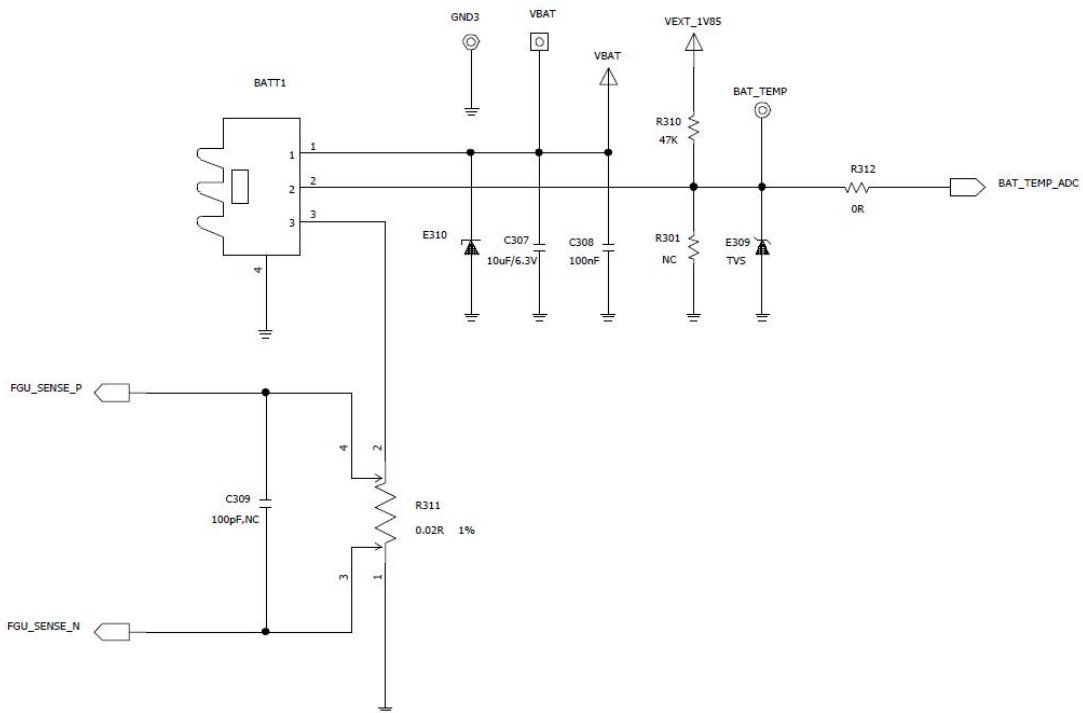 GND3
VBAT
VEXT_1V85
VBAT
BATT1
BAT_TEMP
R310
47K
1
1
R312
BAT_TEMP_ADC
2
2
0R
3
3
E310
C307
10uF/6.3V
C308
100nF
R301
NC
E309
TVS
4
FGU_SENSE_P
4
2
C309
100pF,NC
R311
0.02R 1%
3
1
FGU_SENSE_N